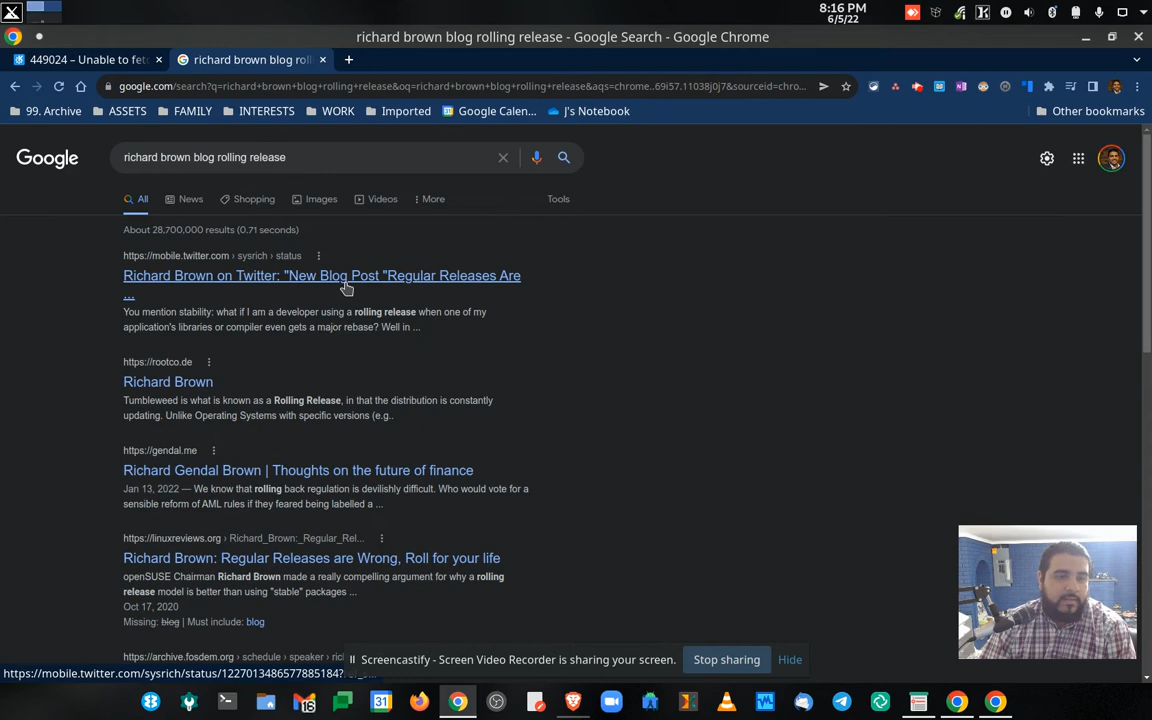 8:16 PM
6/5/22
richard brown blog rolling release - Google Search - Google Chrome
449024 – Unable to fetc
richard brown blog roll
google.com/search?q=richard+brown+blog+rolling+release&oq=richard+brown+blog+rolling+release&aqs=chrome..69i57.11038j0j7&sourceid=chro...
99. Archive
ASSETS
FAMILY
INTERESTS
WORK
Imported
Google Calen...
J's Notebook
Other bookmarks
Google
richard brown blog rolling release
All
News
Shopping
Images
Videos
More
Tools
About 28,700,000 results (0.71 seconds)
https://mobile.twitter.com › sysrich › status
Richard Brown on Twitter: "New Blog Post "Regular Releases Are
...
You mention stability: what if I am a developer using a rolling release when one of my
application's libraries or compiler even gets a major rebase? Well in ...
https://rootco.de
Richard Brown
Tumbleweed is what is known as a Rolling Release, in that the distribution is constantly
updating. Unlike Operating Systems with specific versions (e.g..
https://gendal.me
Richard Gendal Brown | Thoughts on the future of finance
Jan 13, 2022 — We know that rolling back regulation is devilishly difficult. Who would vote for a
sensible reform of AML rules if they feared being labelled a ...
https://linuxreviews.org › Richard_Brown:_Regular_Rel...
Richard Brown: Regular Releases are Wrong, Roll for your life
openSUSE Chairman Richard Brown made a really compelling argument for why a rolling
release model is better than using "stable" packages ...
Oct 17, 2020
Missing: blog | Must include: blog
https://archive.fosdem.org › schedule › speaker › ric
Screencastify - Screen Video Recorder is sharing your screen.
Stop sharing
Hide
https://mobile.twitter.com/sysrich/status/1227013486577885184?
16
31